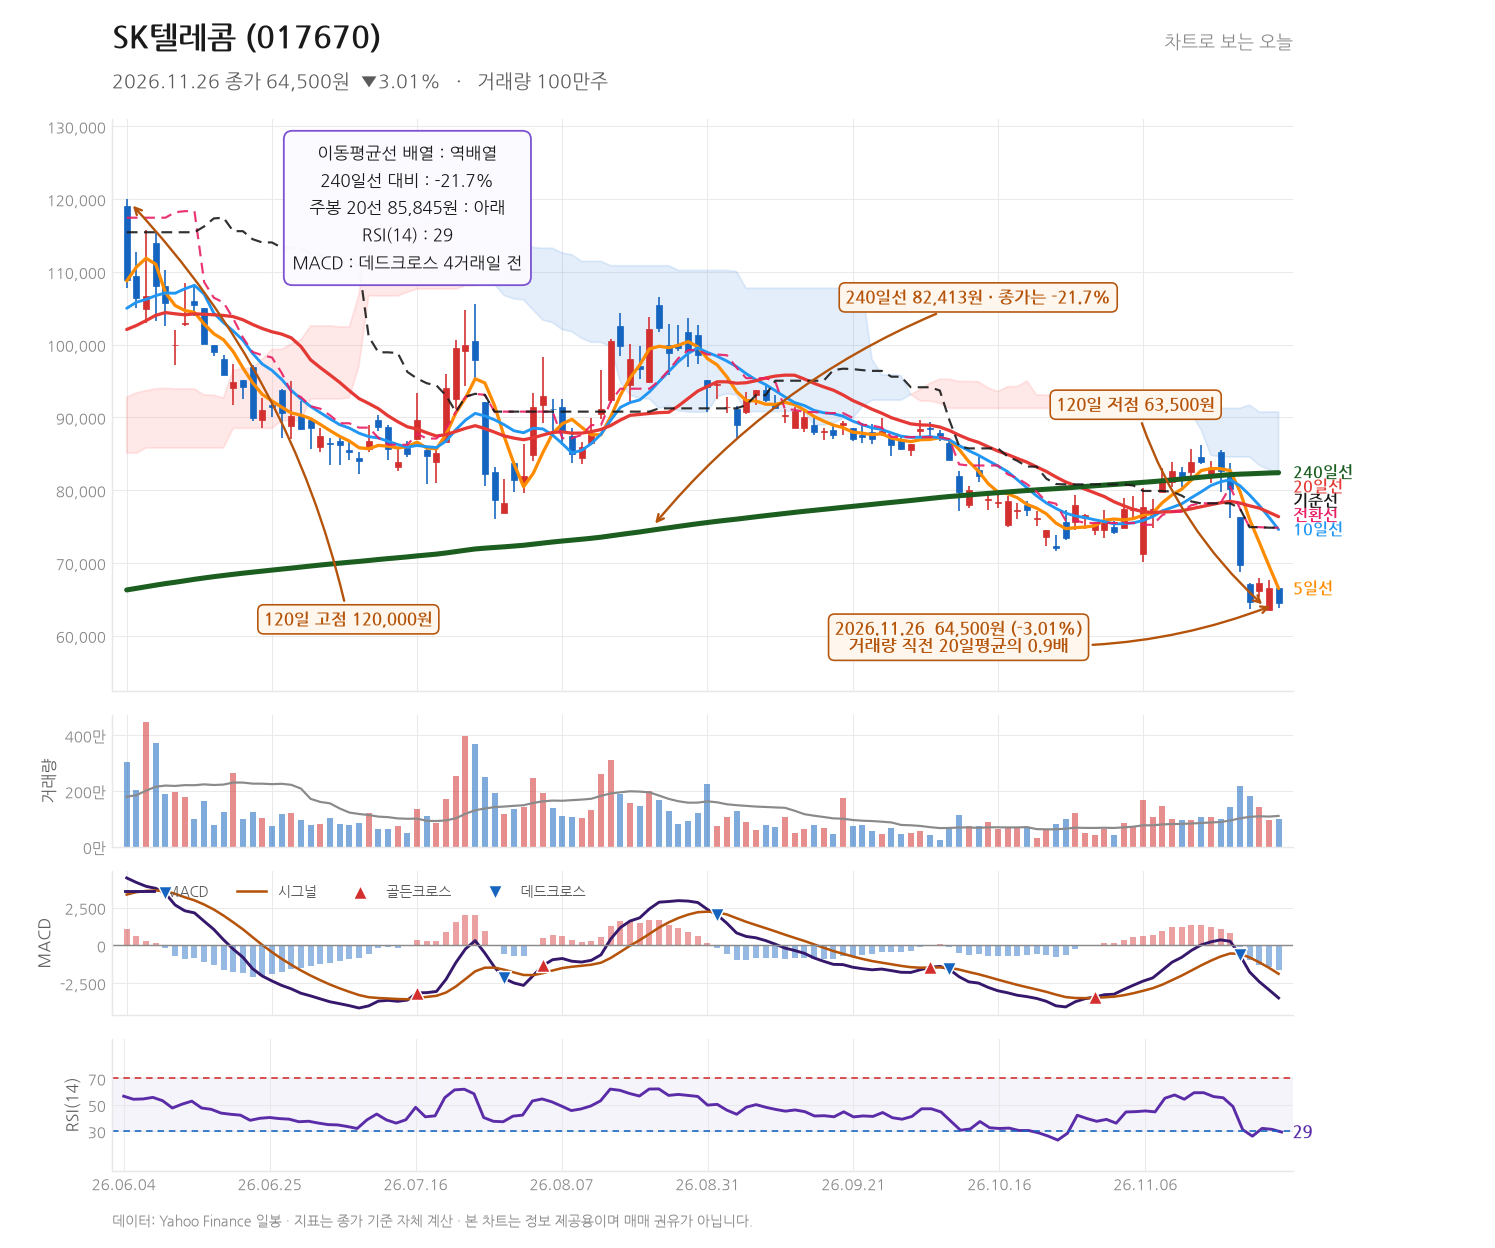 SK텔레콤 (017670)
차트로 보는 오늘
2026.11.26 종가 64,500원 ▼3.01% · 거래량 100만주
130,000
120,000
110,000
100,000
90,000
80,000
70,000
60,000
이동평균선 배열 : 역배열
240일선 대비 : -21.7%
주봉 20선 85,845원 : 아래
RSI(14) : 29
MACD : 데드크로스 4거래일 전
240일선 82,413원 · 종가는 -21.7%
120일 저점 63,500원
120일 고점 120,000원
2026.11.26 64,500원 (-3.01%)
거래량 직전 20일평균의 0.9배
240일선
20일선
기준선
전환선
10일선
5일선
거래량
400만
200만
0만
MACD
MACD
시그널
골든크로스
데드크로스
2,500
0
-2,500
RSI(14)
70
50
30
29
26.06.04
26.06.25
26.07.16
26.08.07
26.08.31
26.09.21
26.10.16
26.11.06
데이터: Yahoo Finance 일봉 · 지표는 종가 기준 자체 계산 · 본 차트는 정보 제공용이며 매매 권유가 아닙니다.